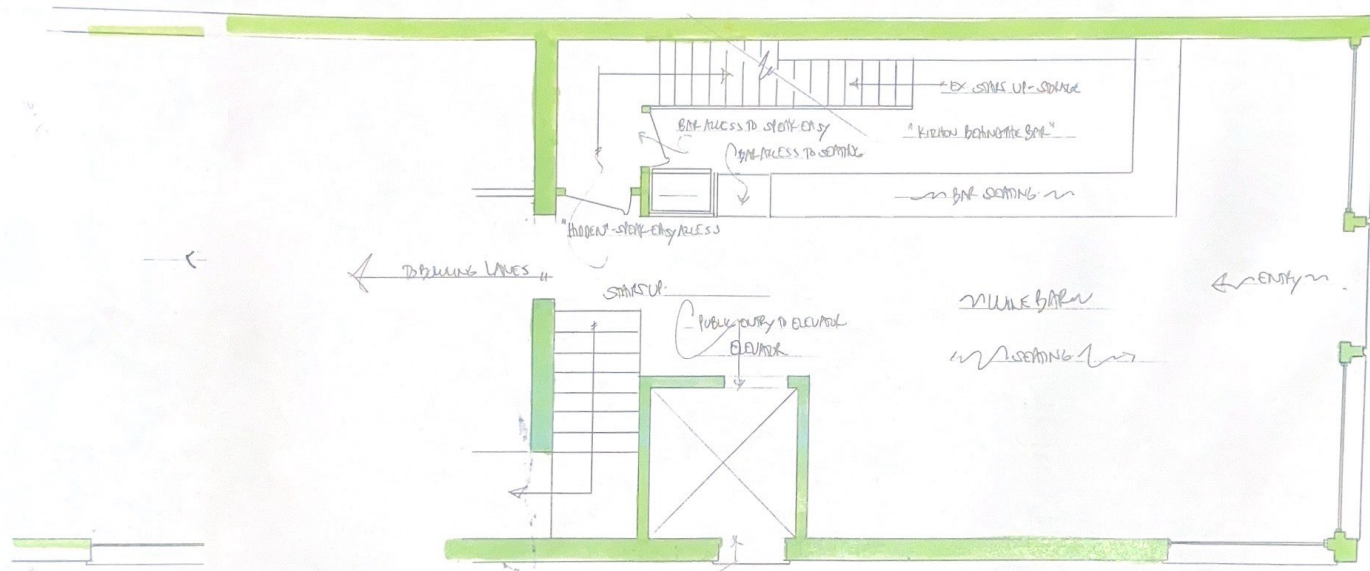 EX STAIRS UP - STORAGE
BAR ACCESS TO SPEAK EASY
"KITCHEN BEHIND THE BAR"
BAR ACCESS TO SEATING
BAR SEATING
"HIDDEN" - SPEAK EASY ACCESS
TO BOWLING LANES
STAIRS UP
ENTRY
WINE BAR
PUBLIC ENTRY TO ELEVATOR
ELEVATOR
SEATING